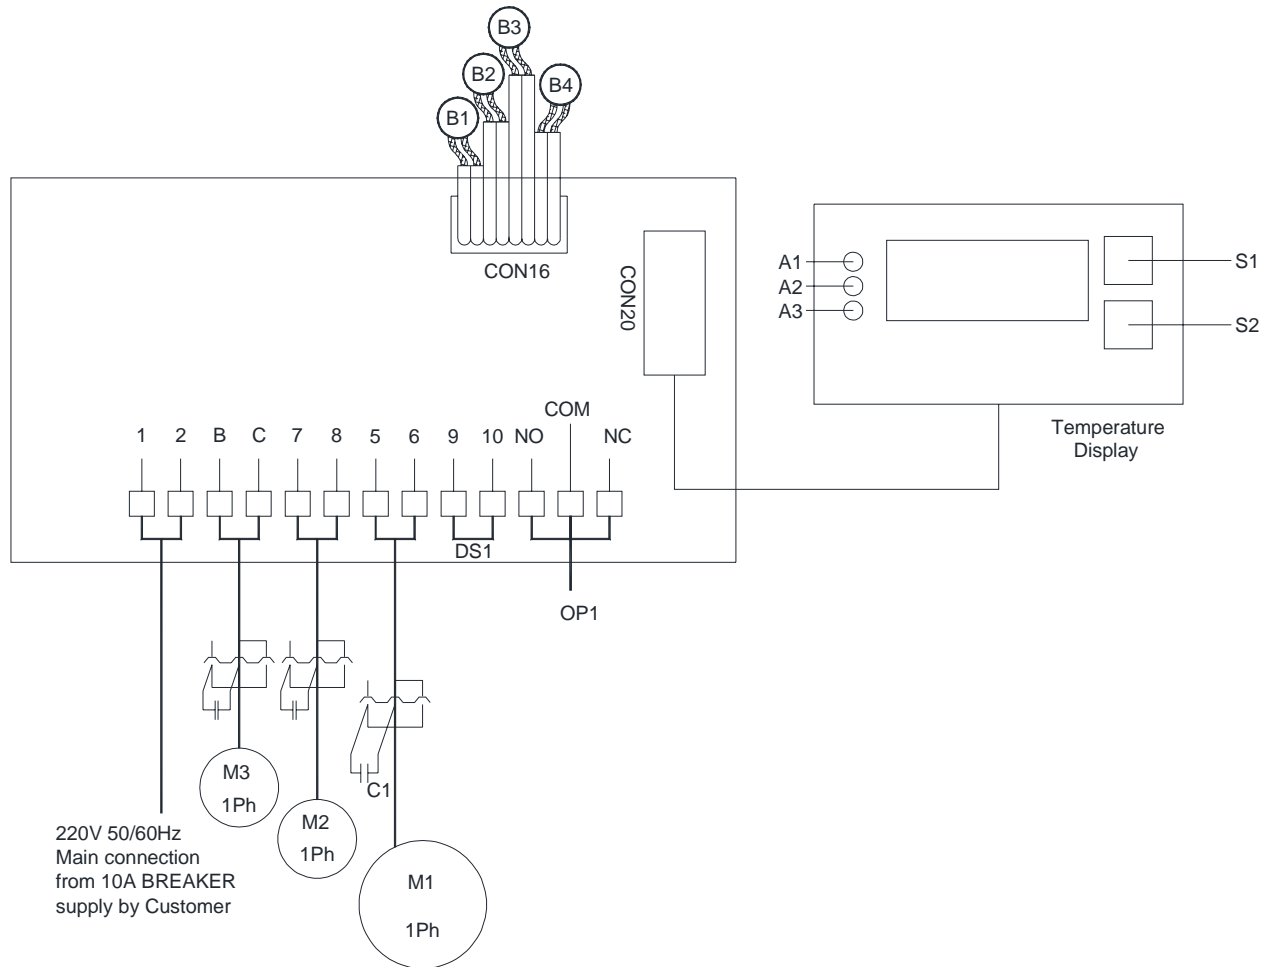 B3
B2
B4
B1
CON16
CON20
A1
A2
A3
S1
S2
Temperature
Display
COM
1 2 B C 7 8 5 6 9 10 NO NC
DS1
OP1
C1
M3
1Ph
M2
1Ph
M1
1Ph
220V 50/60Hz
Main connection
from 10A BREAKER
supply by Customer